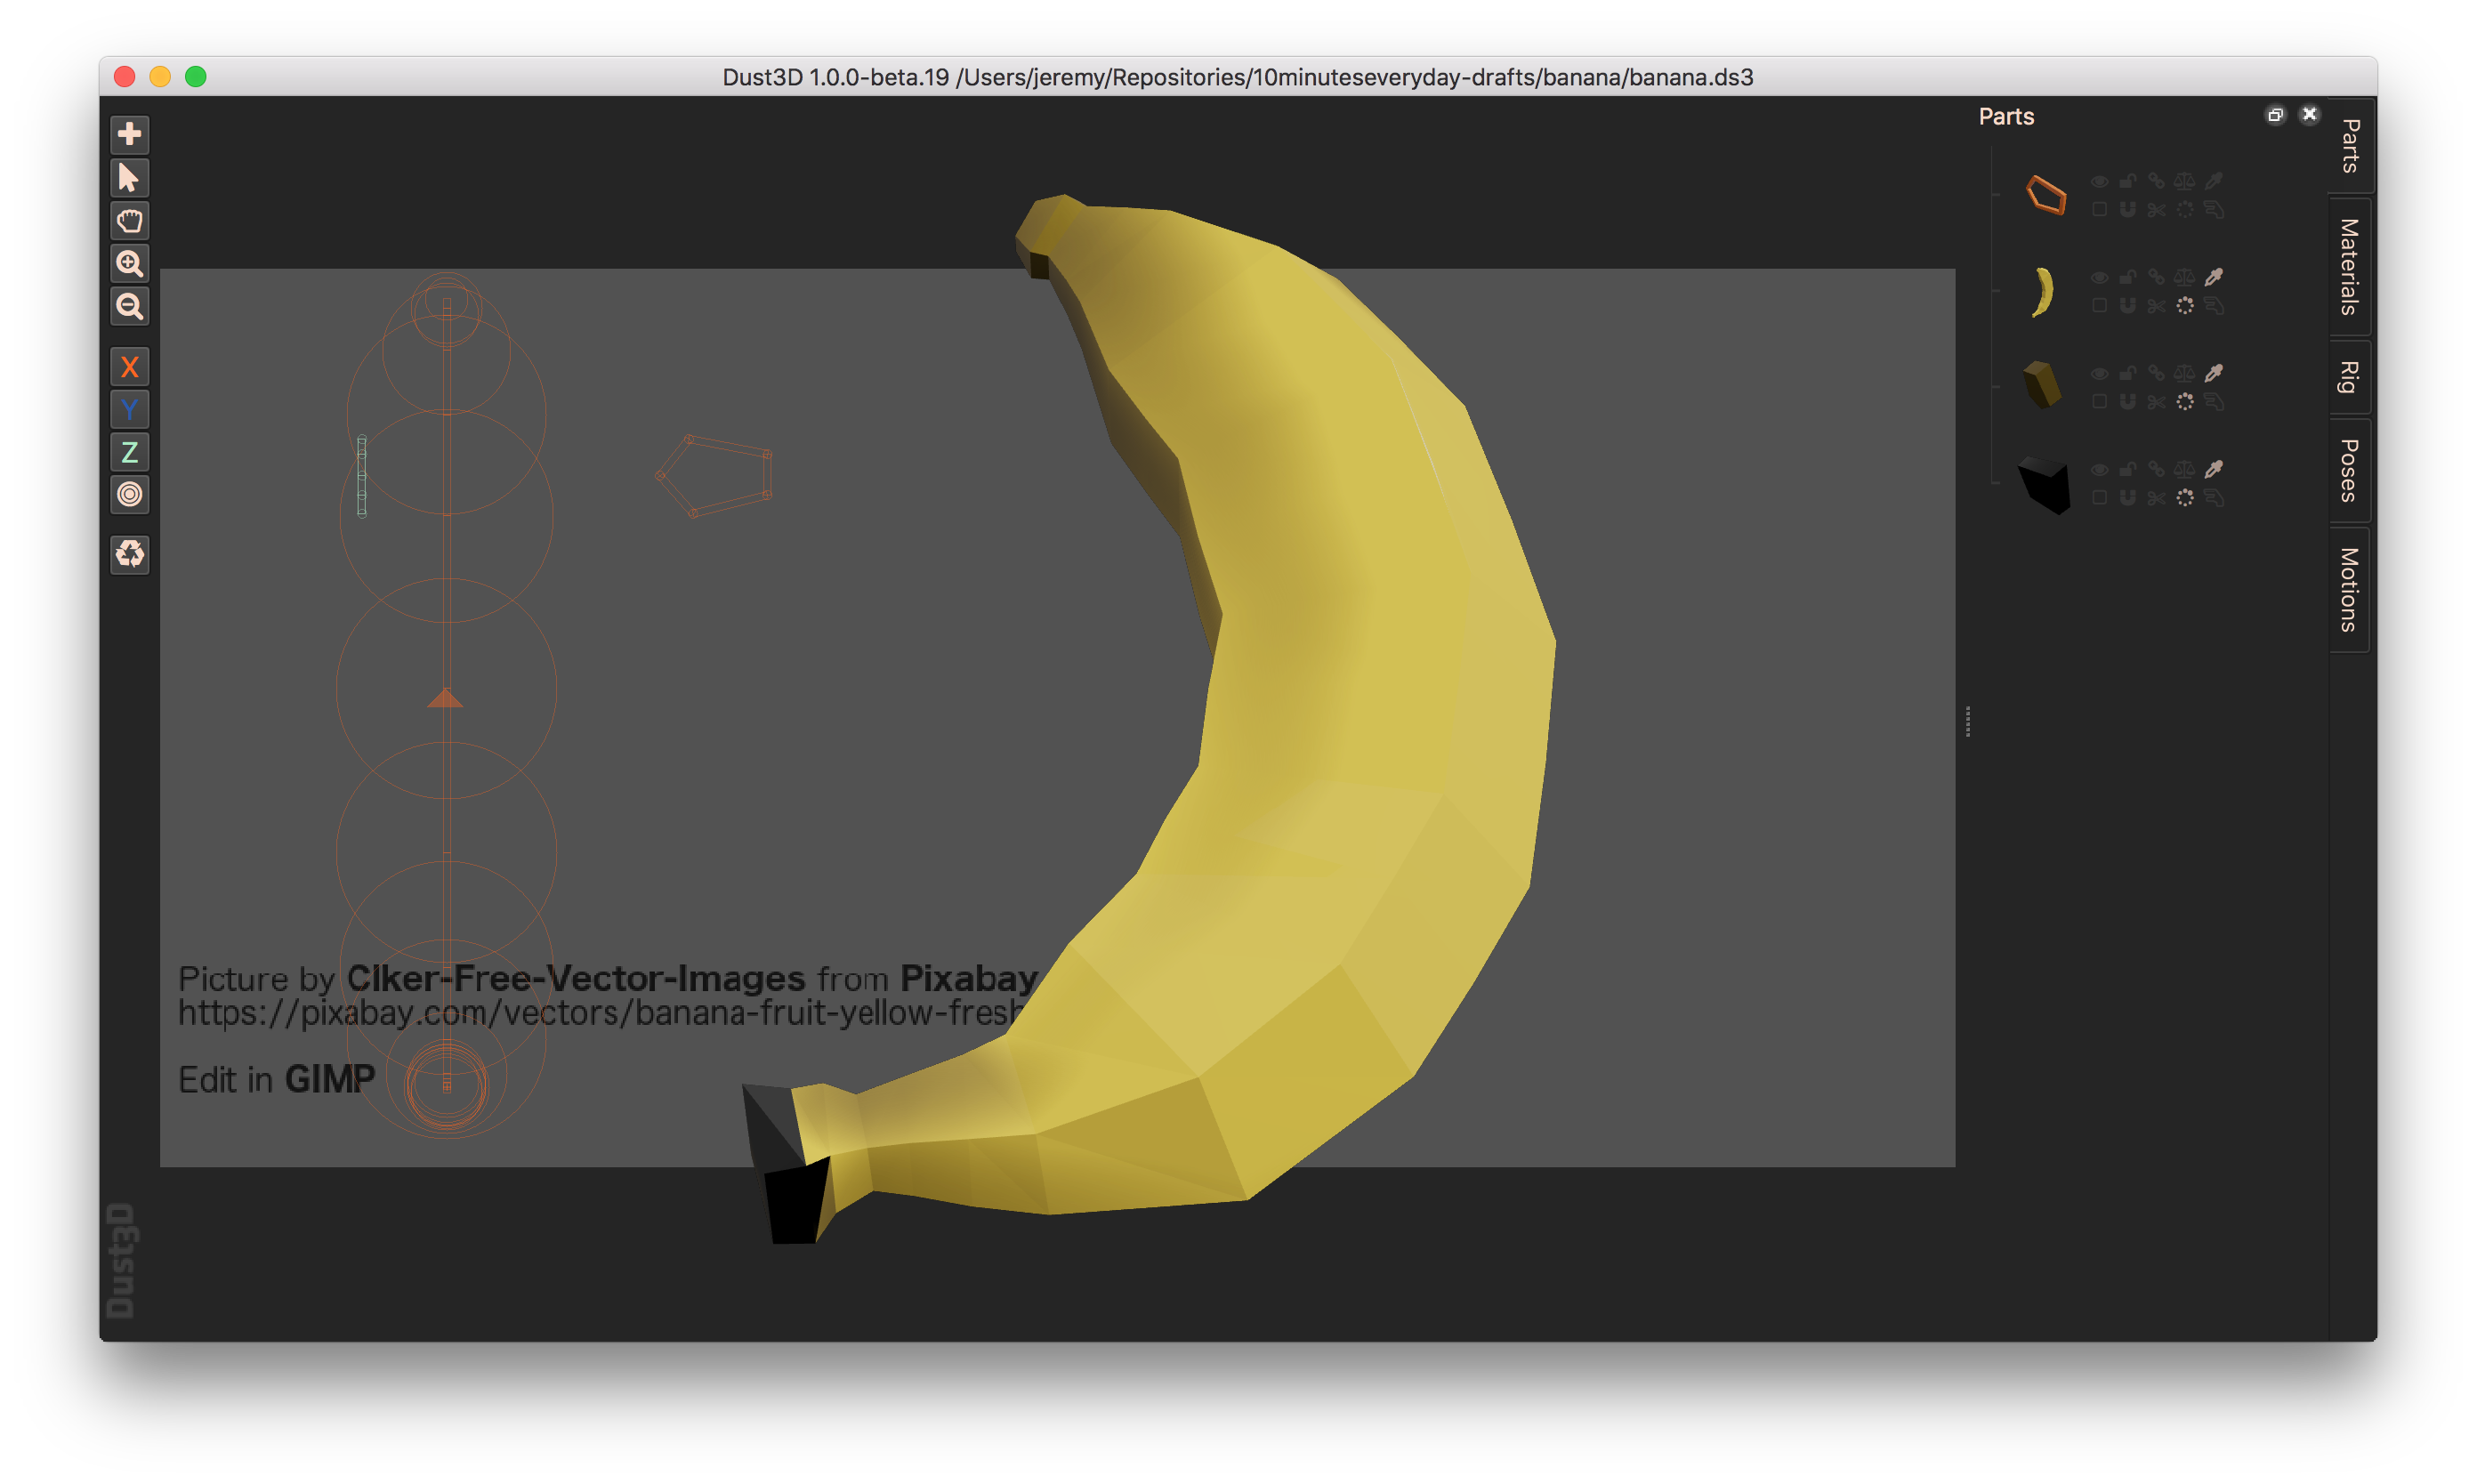 Dust3D 1.0.0-beta.19 /Users/jeremy/Repositories/10minuteseveryday-drafts/banana/banana.ds3
Parts
Parts
Materials
Rig
Poses
Motions
X
Y
Z
Picture by Clker-Free-Vector-Images from Pixabay
https://pixabay.com/vectors/banana-fruit-yellow-fresh
Edit in GIMP
Dust3D